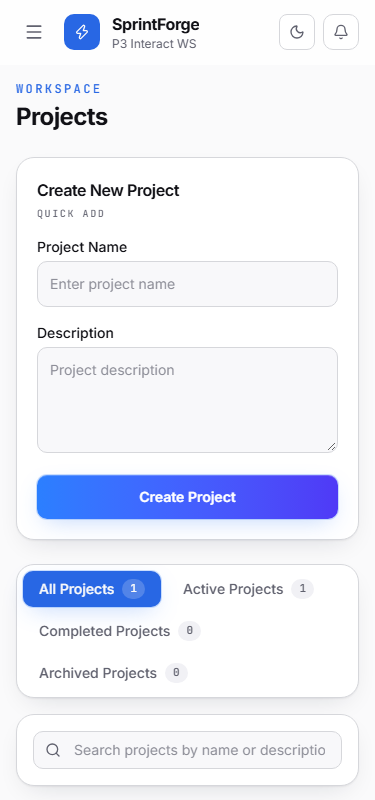 SprintForge
P3 Interact WS
WORKSPACE
Projects
Create New Project
QUICK ADD
Project Name
Enter project name
Description
Project description
Create Project
All Projects 1 Active Projects 1
Completed Projects 0
Archived Projects 0
Search projects by name or descriptio